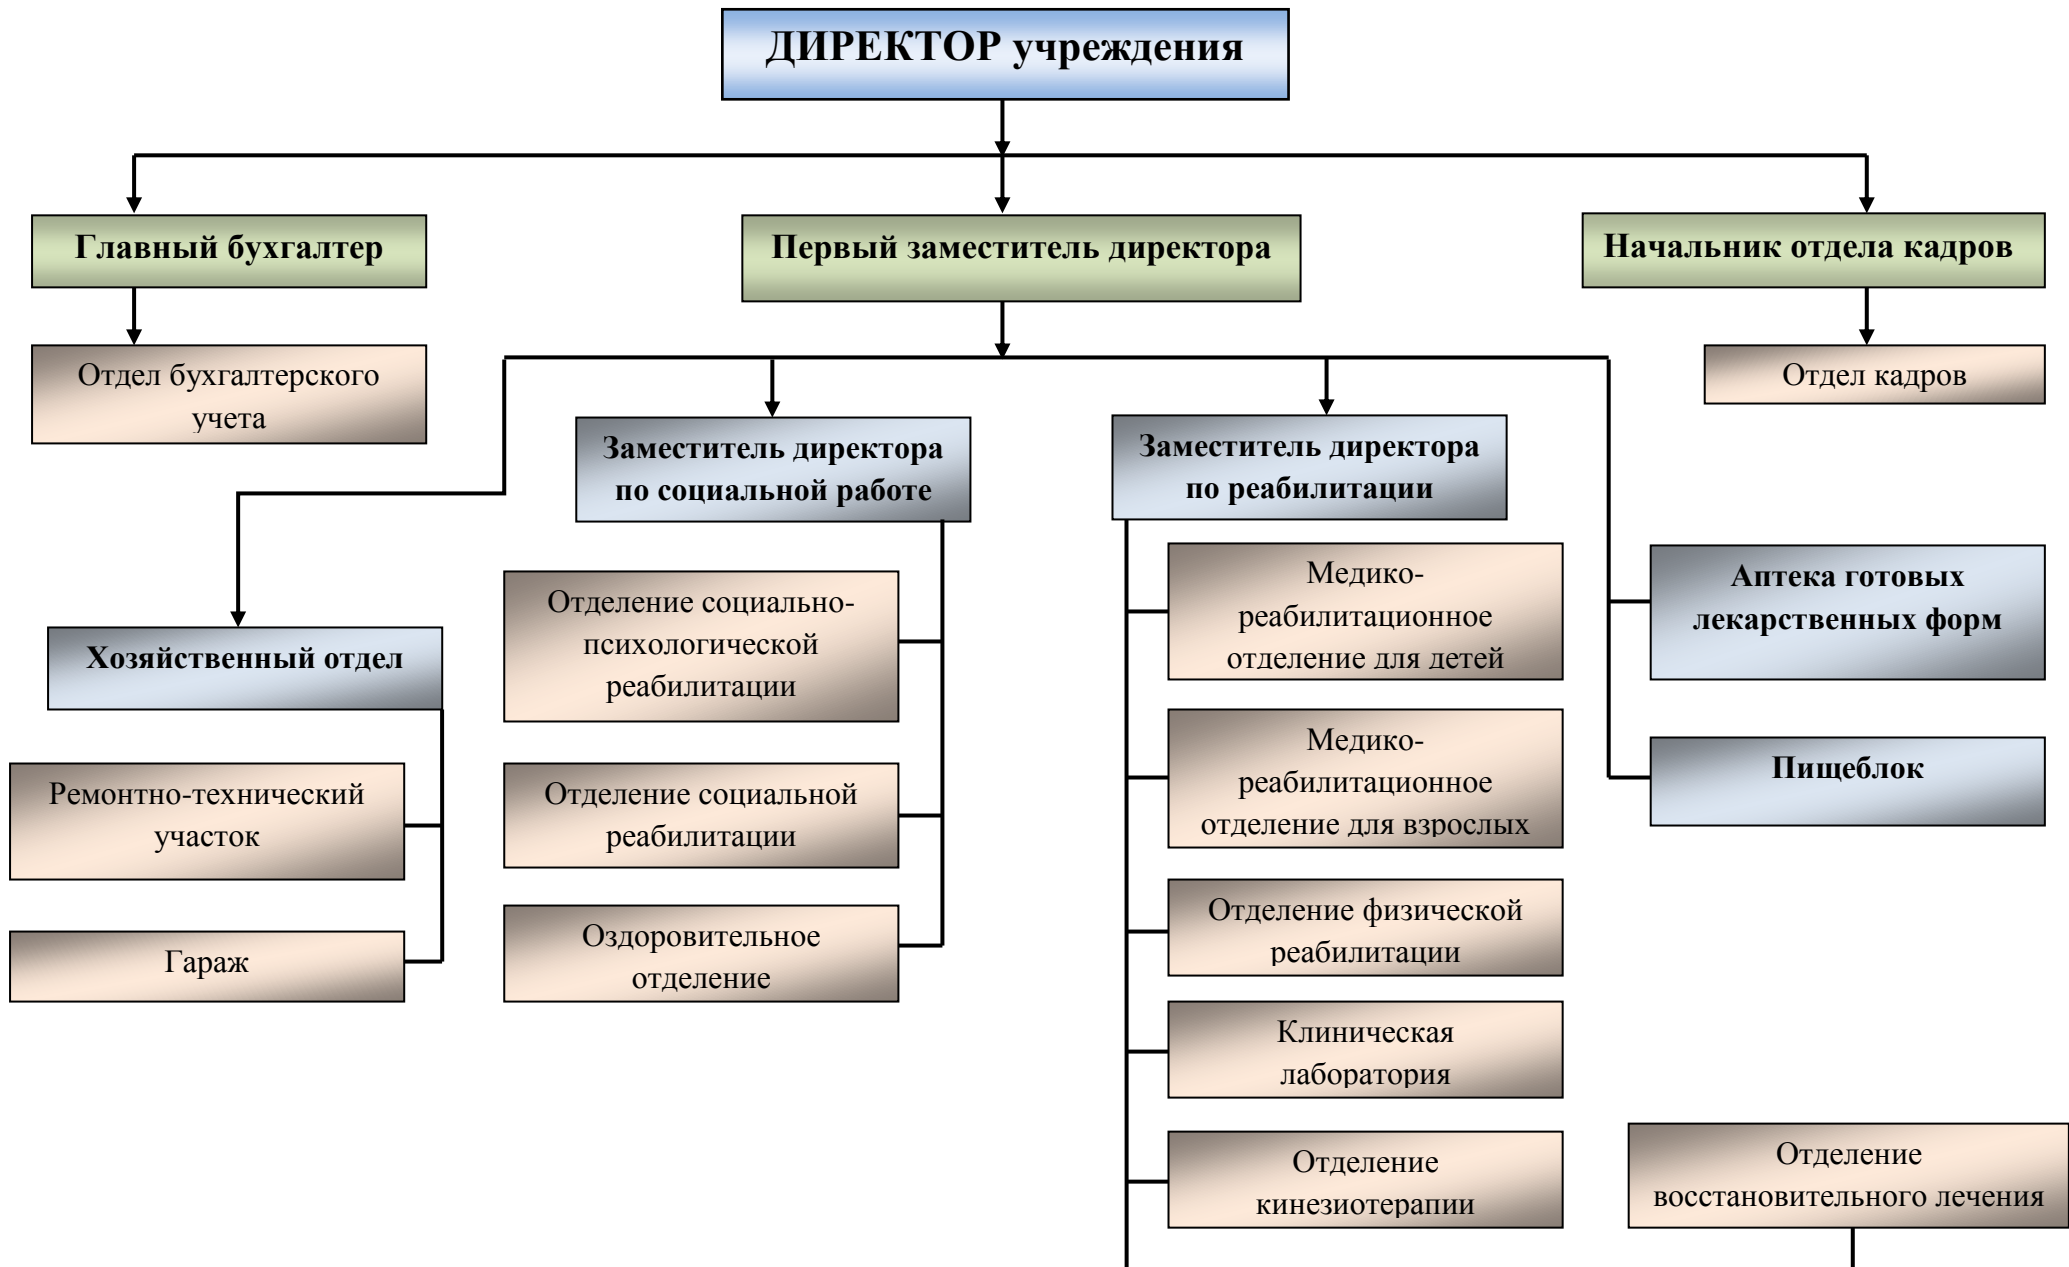 ДИРЕКТОР учреждения
Главный бухгалтер
Первый заместитель директора
Начальник отдела кадров
Отдел бухгалтерского
учета
Отдел кадров
Заместитель директора
по социальной работе
Заместитель директора
по реабилитации
Хозяйственный отдел
Ремонтно-технический
участок
Гараж
Отделение социально-
психологической
реабилитации
Отделение социальной
реабилитации
Оздоровительное
отделение
Медико-
реабилитационное
отделение для детей
Медико-
реабилитационное
отделение для взрослых
Отделение физической
реабилитации
Клиническая
лаборатория
Отделение
кинезиотерапии
Аптека готовых
лекарственных форм
Пищеблок
Отделение
восстановительного лечения